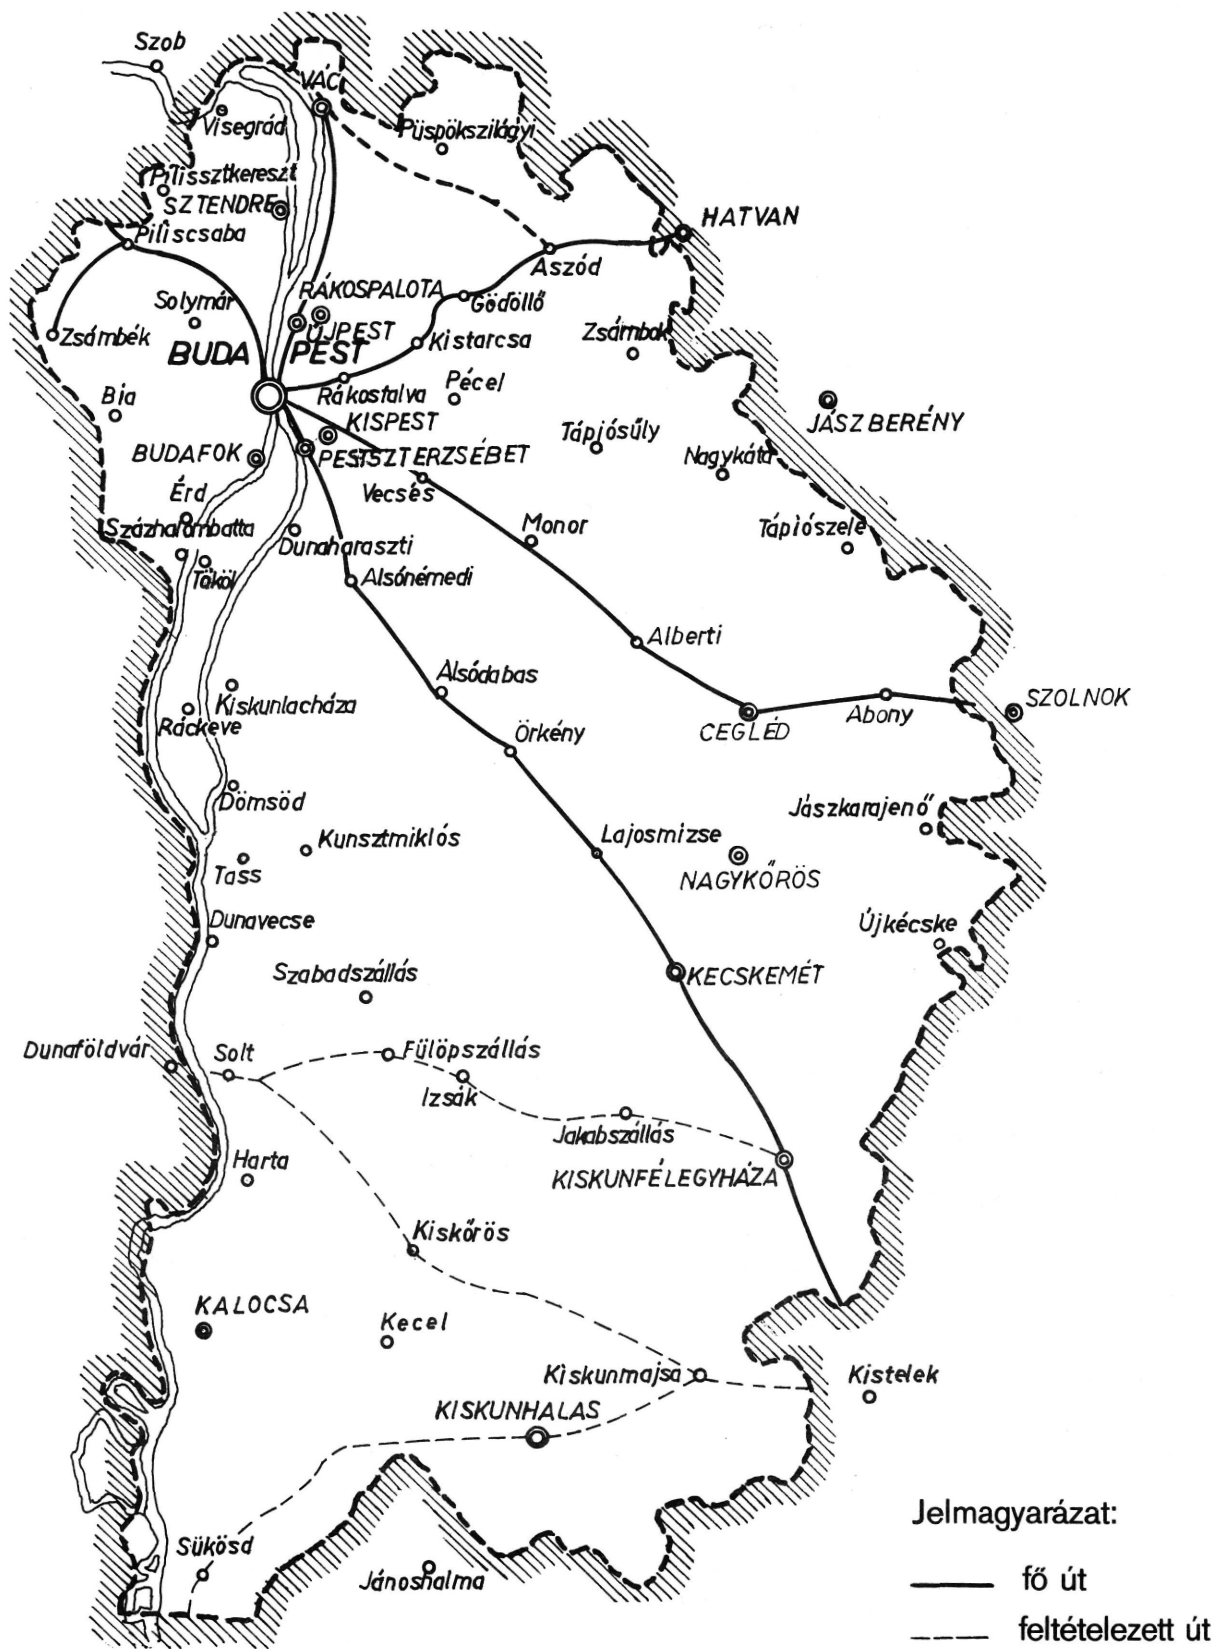 Szob
VÁC
Visegrád
Püspökszilágyi
Pilissztkereszt
SZTENDRE
HATVAN
Piliscsaba
Aszód
RÁKOSPALOTA
Gödöllő
Solymár
ÚJPEST
Zsámbok
Zsámbék
Kistarcsa
BUDA PEST
Rákostalva
Pécel
Bia
KISPEST
JÁSZBERÉNY
Tápiósűly
BUDAFOK
PESTSZTERZSÉBET
Nagykáta
Érd
Vecsés
Százhalombatta
Monor
Tápiószele
Dunaharaszti
Tököl
Alsónémedi
Alberti
Alsódabas
Kiskunlacháza
SZOLNOK
Ráckeve
Abony
CEGLÉD
Örkény
Dömsöd
Jászkarajenő
Kunsztmiklós
Lajosmizse
Tass
NAGYKŐRÖS
Dunavecse
Újkécske
Szabadszállás
KECSKEMÉT
Dunaföldvár
Solt
Fülöpszállás
Izsák
Jakabszállás
Harta
KISKUNFÉLEGYHÁZA
Kiskőrös
KALOCSA
Kecel
Kiskunmajsa
Kistelek
KISKUNHALAS
Jelmagyarázat:
Sükösd
Jánoshalma
fő út
feltételezett út